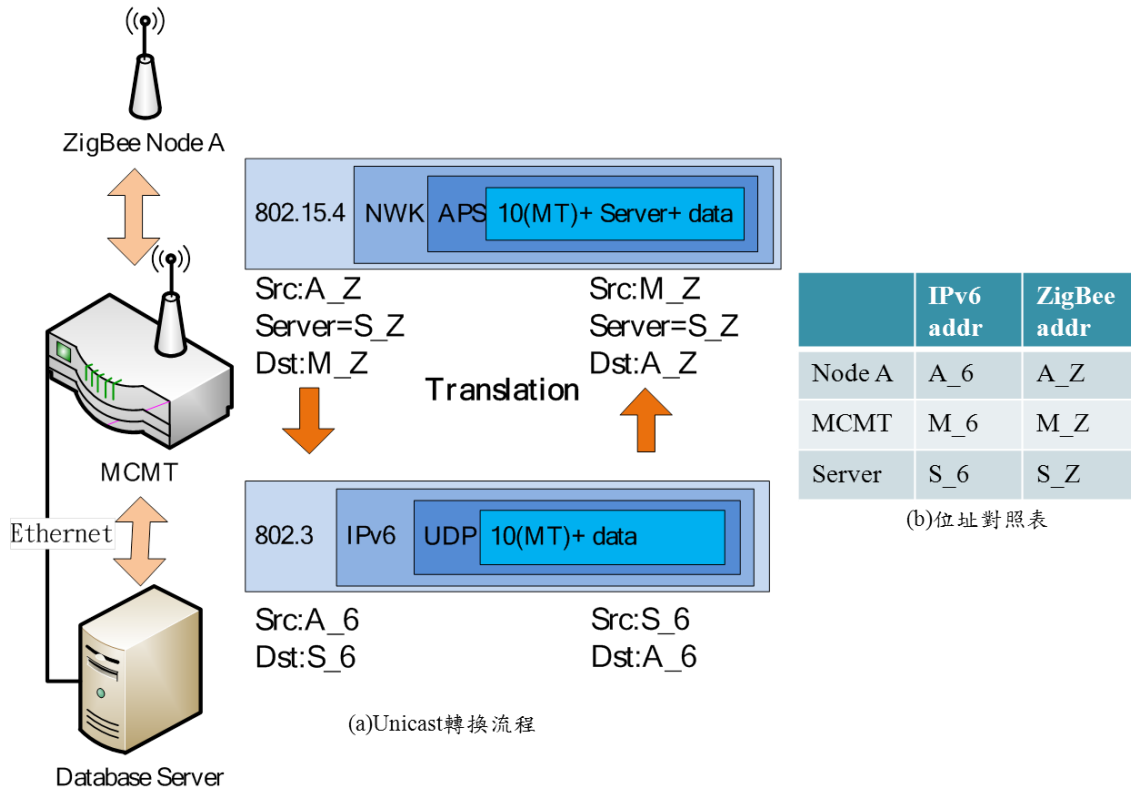 ZigBee Node A
802.15.4
NWK
APS
10(MT)+ Server+ data
Src:A_Z
Server=S_Z
Dst:M_Z
Src:M_Z
Server=S_Z
Dst:A_Z
Translation
MCMT
Ethernet
802.3
IPv6
UDP
10(MT)+ data
Src:A_6
Dst:S_6
Src:S_6
Dst:A_6
Database Server
(a)Unicast轉換流程
IPv6 ZigBee
addr addr
Node A A_6 A_Z
MCMT M_6 M_Z
Server S_6 S_Z
(b)位址對照表